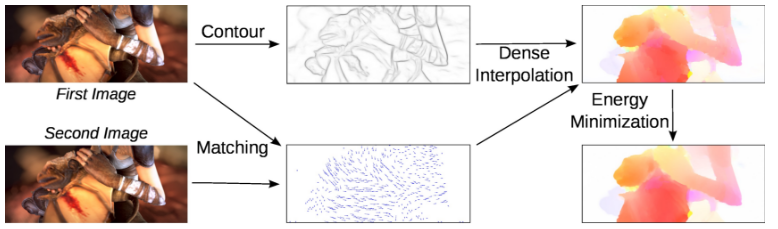 Contour
Dense
Interpolation
First Image
Energy
Minimization
Second Image
Matching